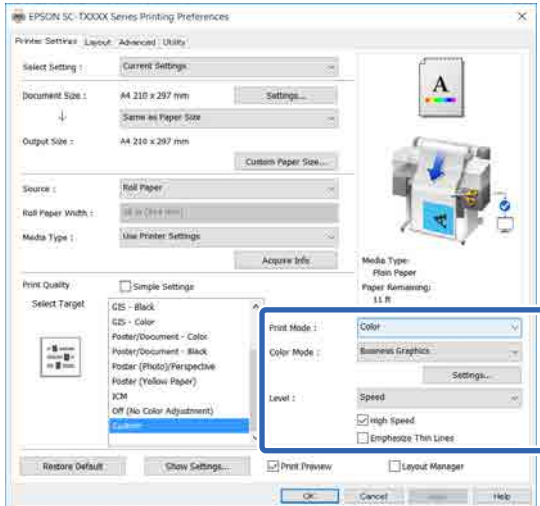 EPSON SC-TXXXX Series Printing Preferences
Printer Settings Layout Advanced Utility
Select Setting : Current Settings
Document Size : A4 210 x 297 mm Settings...
Same as Paper Size
Output Size : A4 210 x 297 mm
Custom Paper Size...
Source : Roll Paper
Roll Paper Width :
Media Type : Use Printer Settings
Acquire Info
A
Media Type:
Plain Paper
Paper Remaining:
11 ft
Print Quality Simple Settings
Select Target
GIS - Black
GIS - Color
Poster/Document - Color
Poster/Document - Black
Poster (Photo)/Perspective
Poster (Yellow Paper)
ICM
Off (No Color Adjustment)
Custom
Print Mode : Color
Color Mode : Business Graphics
Settings...
Level : Speed
High Speed
Emphasize Thin Lines
Restore Default Show Settings... Print Preview Layout Manager
OK Cancel Help